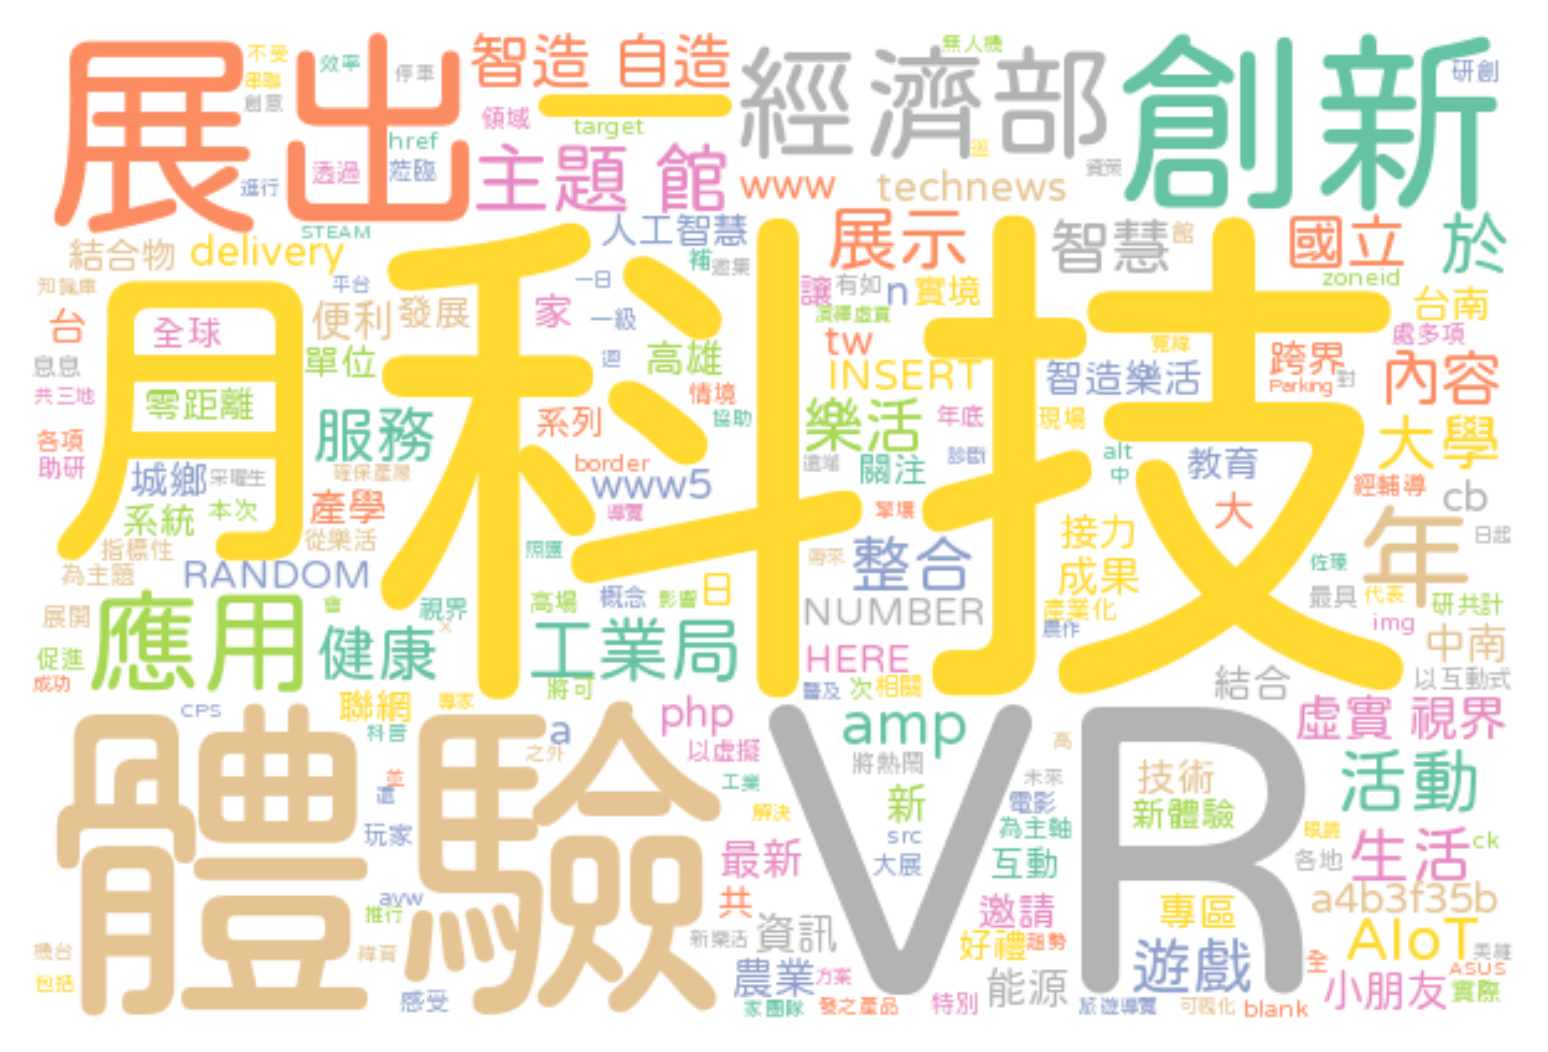 展出
不受
串聯
創意
效率
停車
href
透過
蒞臨
進行
STEAM
智造 自造
領域
一
target
主題 館
經濟部
無人機
www
technews
資策
創新
研創
結合物
delivery
人工智慧
補
邀集
展示
智慧
館
國立
於
zoneid
知識庫
平台
一日
台
全球
便利
發展
家
一級
讓
有如
n
實境
演繹虛實
台南
處多項
息息
單位
迴
高雄
tw
寬緯
跨界
Parking
對
內容
共三地
零距離
情境
INSERT
智造樂活
月科技
服務
系列
協助
樂活
年底
現場
大學
各項
助研
城鄉
采曜生
確保產線
border
www5
遠端
關注
診斷
alt
中
教育
經輔導
cb
系統
本次
產學
導覽
大
年
日起
指標性
從樂活
照護
整合
帶來
接力
成果
佐臻
為主題
RANDOM
概念
影響
日
NUMBER
最具
代表
研共計
展開
會
視界
x
高場
產業化
農作
img
應用
健康
工業局
HERE
中南
促進
成功
將可
醫及
次
相關
結合
以互動式
CPS
聯網
專家
科普
a
之外
php
以虛擬
amp
將熱鬧
高
虛實 視界
體驗
VR
並
還
工業
未來
技術
活動
玩家
解決
新
電影
為主軸
新體驗
眼鏡
src
最新
大展
互動
各地
生活
ck
avw
推行
共
邀請
專區
a4b3f35b
機台
緯育
新樂活
資訊
好禮
趨勢
AIoT
美維
包括
感受
農業
方案
能源
遊戲
全
ASUS
小朋友
實際
家團隊
發之產品
特別
旅遊導覽
可視化
blank